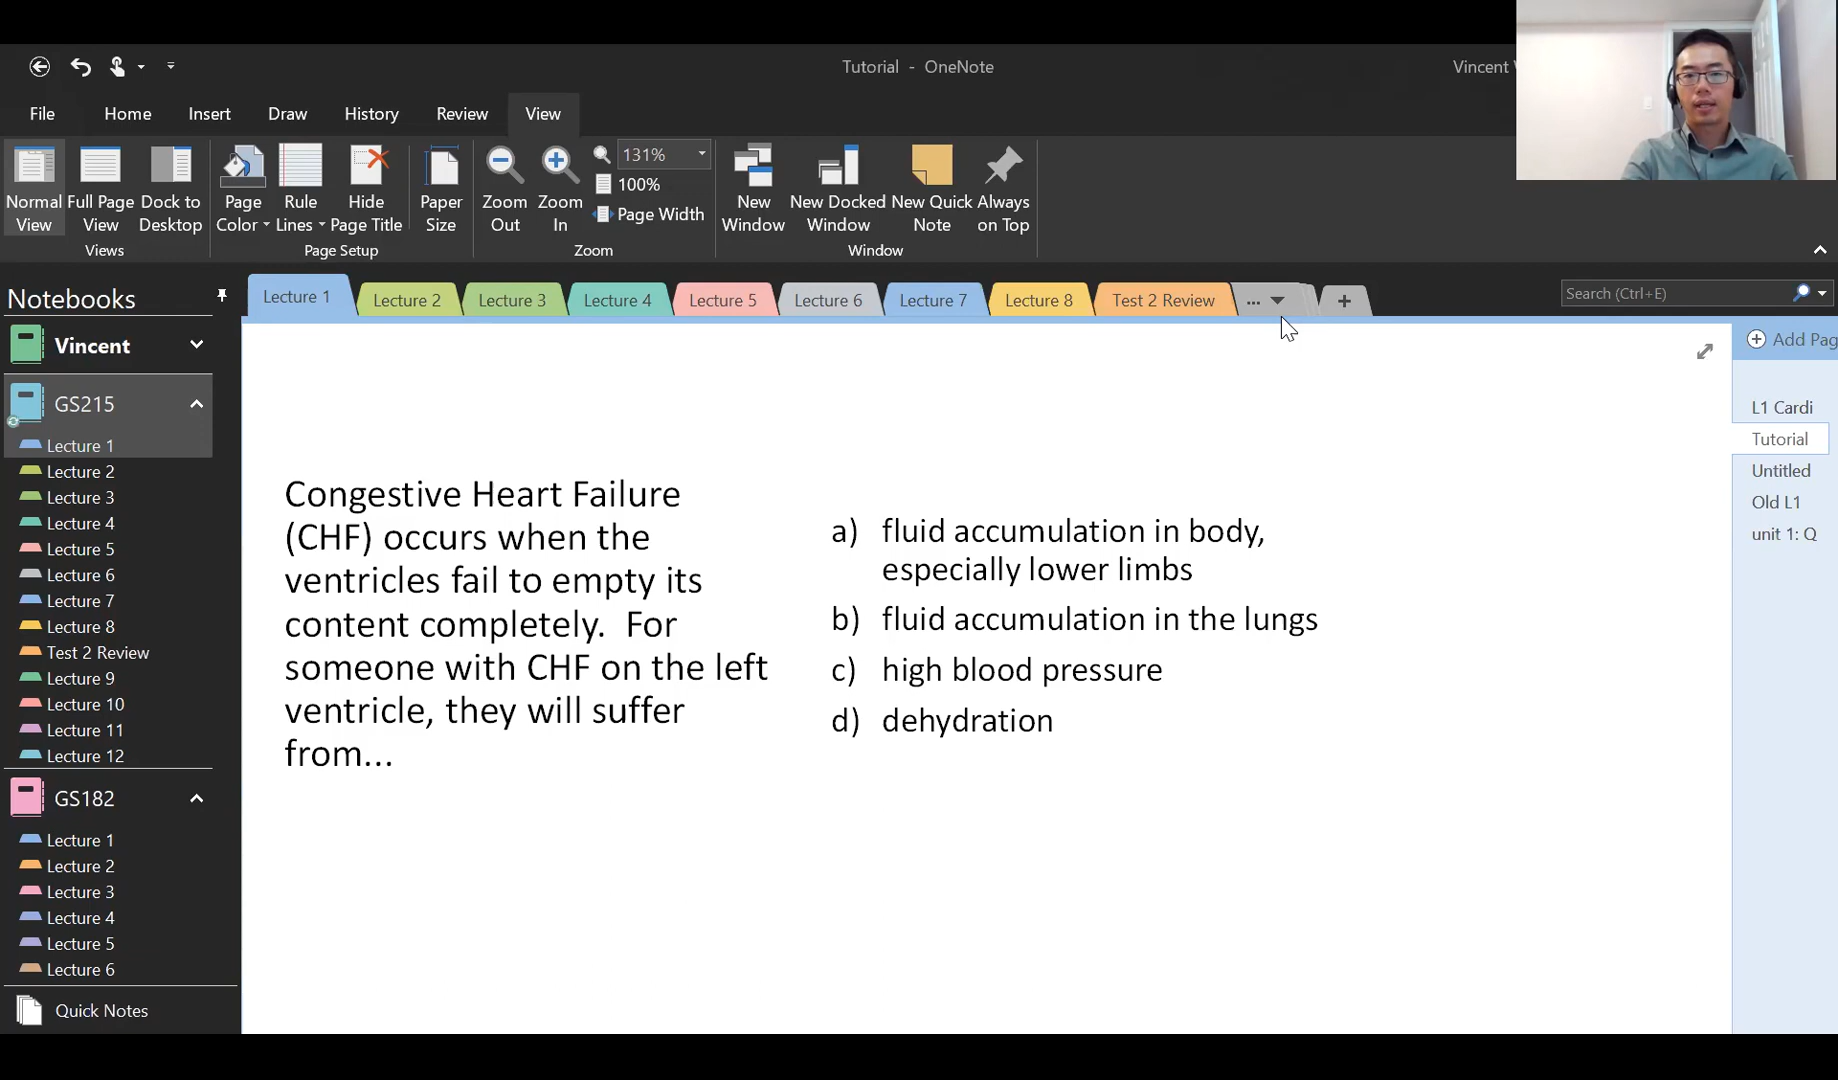 Tutorial - OneNote
Vincent
File Home Insert Draw History Review View
Normal View
Full Page View
Dock to Desktop
Views
Page Color
Rule Lines
Hide Page Title
Paper Size
Page Setup
Zoom Out
Zoom In
131%
100%
Page Width
Zoom
New Window
New Docked Window
New Quick Note
Always on Top
Window
Notebooks
Lecture 1 Lecture 2 Lecture 3 Lecture 4 Lecture 5 Lecture 6 Lecture 7 Lecture 8 Test 2 Review ...
Search (Ctrl+E)
Vincent
GS215
Lecture 1
Lecture 2
Lecture 3
Lecture 4
Lecture 5
Lecture 6
Lecture 7
Lecture 8
Test 2 Review
Lecture 9
Lecture 10
Lecture 11
Lecture 12
GS182
Lecture 1
Lecture 2
Lecture 3
Lecture 4
Lecture 5
Lecture 6
Quick Notes
Congestive Heart Failure
(CHF) occurs when the
ventricles fail to empty its
content completely. For
someone with CHF on the left
ventricle, they will suffer
from...
a) fluid accumulation in body,
especially lower limbs
b) fluid accumulation in the lungs
c) high blood pressure
d) dehydration
Add Pag
L1 Cardi
Tutorial
Untitled
Old L1
unit 1: Q